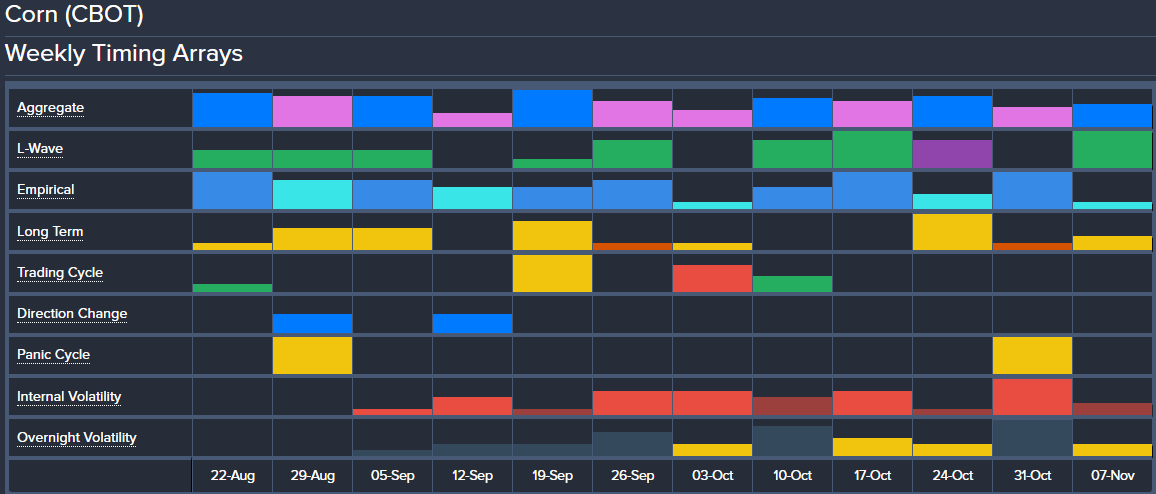 Corn (CBOT)
Weekly Timing Arrays
Aggregate
L-Wave
Empirical
Long Term
Trading Cycle
Direction Change
Panic Cycle
Internal Volatility
Overnight Volatility
22-Aug 29-Aug 05-Sep 12-Sep 19-Sep 26-Sep 03-Oct 10-Oct 17-Oct 24-Oct 31-Oct 07-Nov